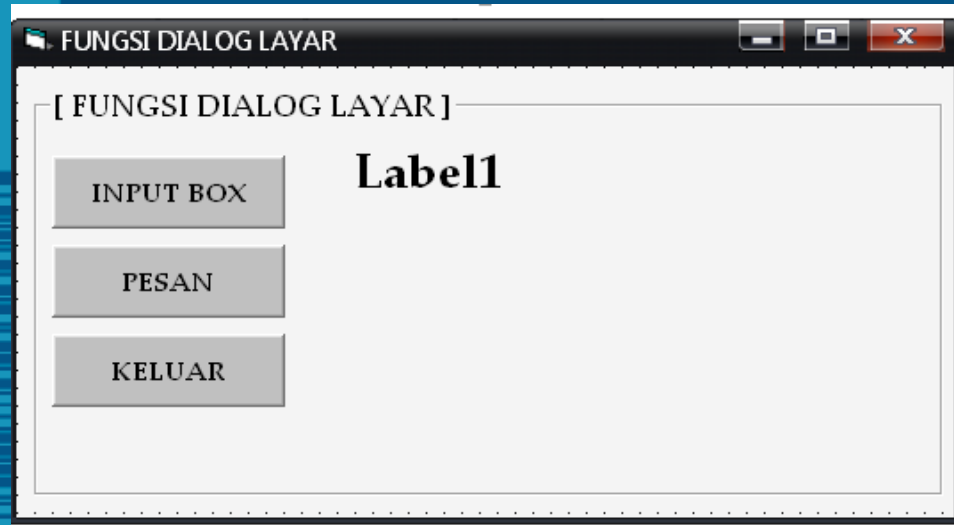 FUNGSI DIALOG LAYAR
[ FUNGSI DIALOG LAYAR ]
Label1
INPUT BOX
PESAN
KELUAR